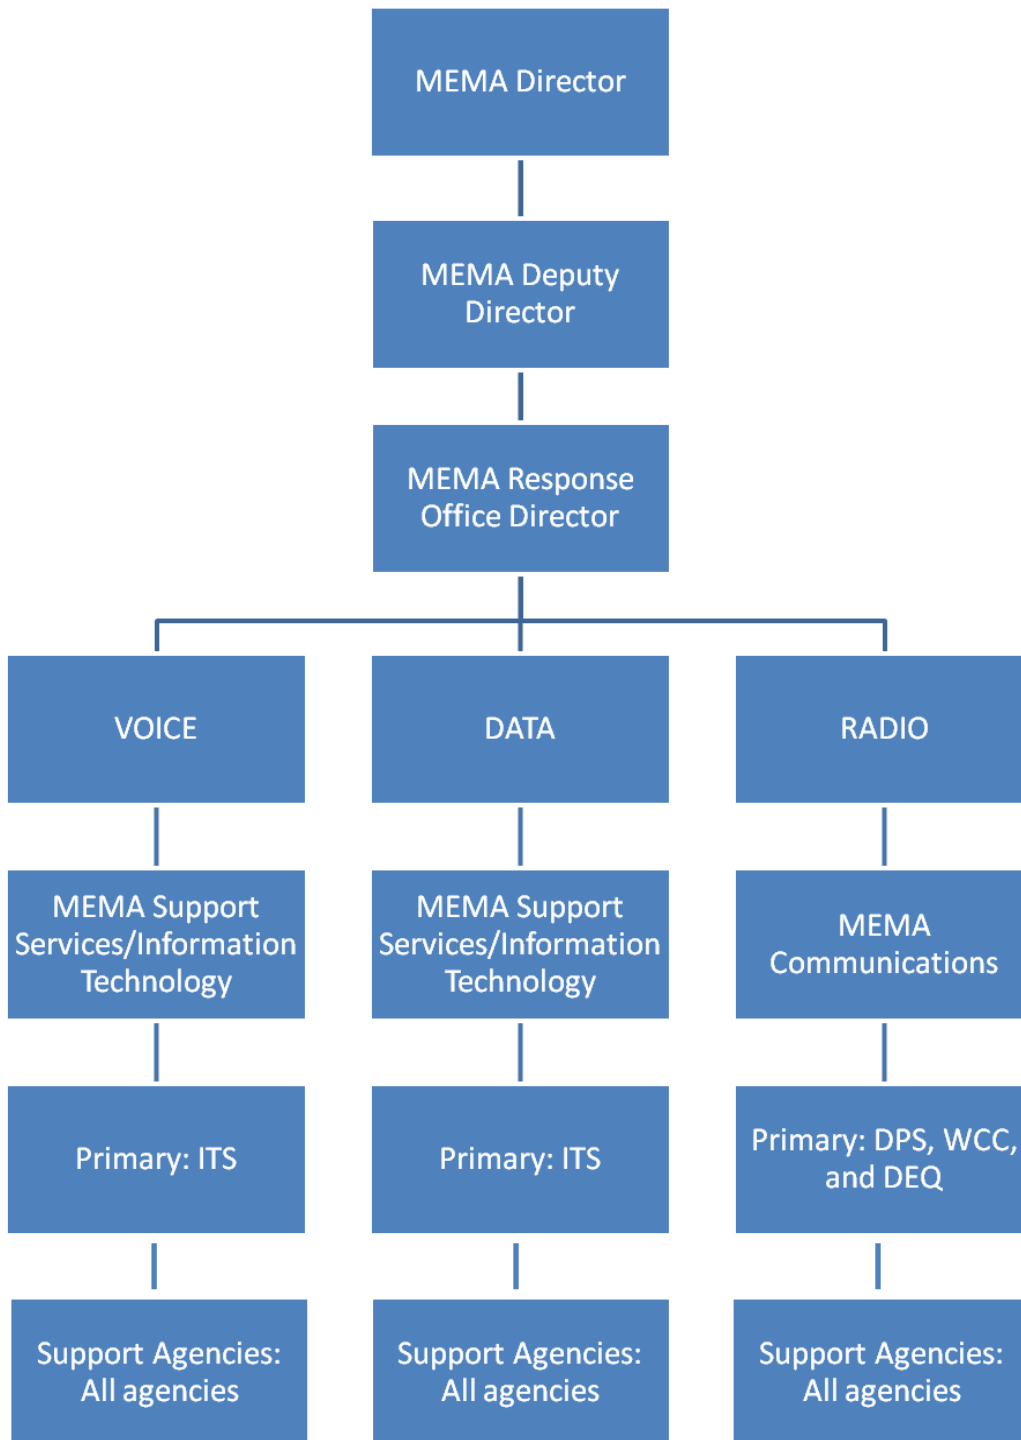 MEMA Director
MEMA Deputy
Director
MEMA Response
Office Director
VOICE
DATA
RADIO
MEMA Support
Services/Information
Technology
MEMA Support
Services/Information
Technology
MEMA
Communications
Primary: ITS
Primary: ITS
Primary: DPS, WCC,
and DEQ
Support Agencies:
All agencies
Support Agencies:
All agencies
Support Agencies:
All agencies